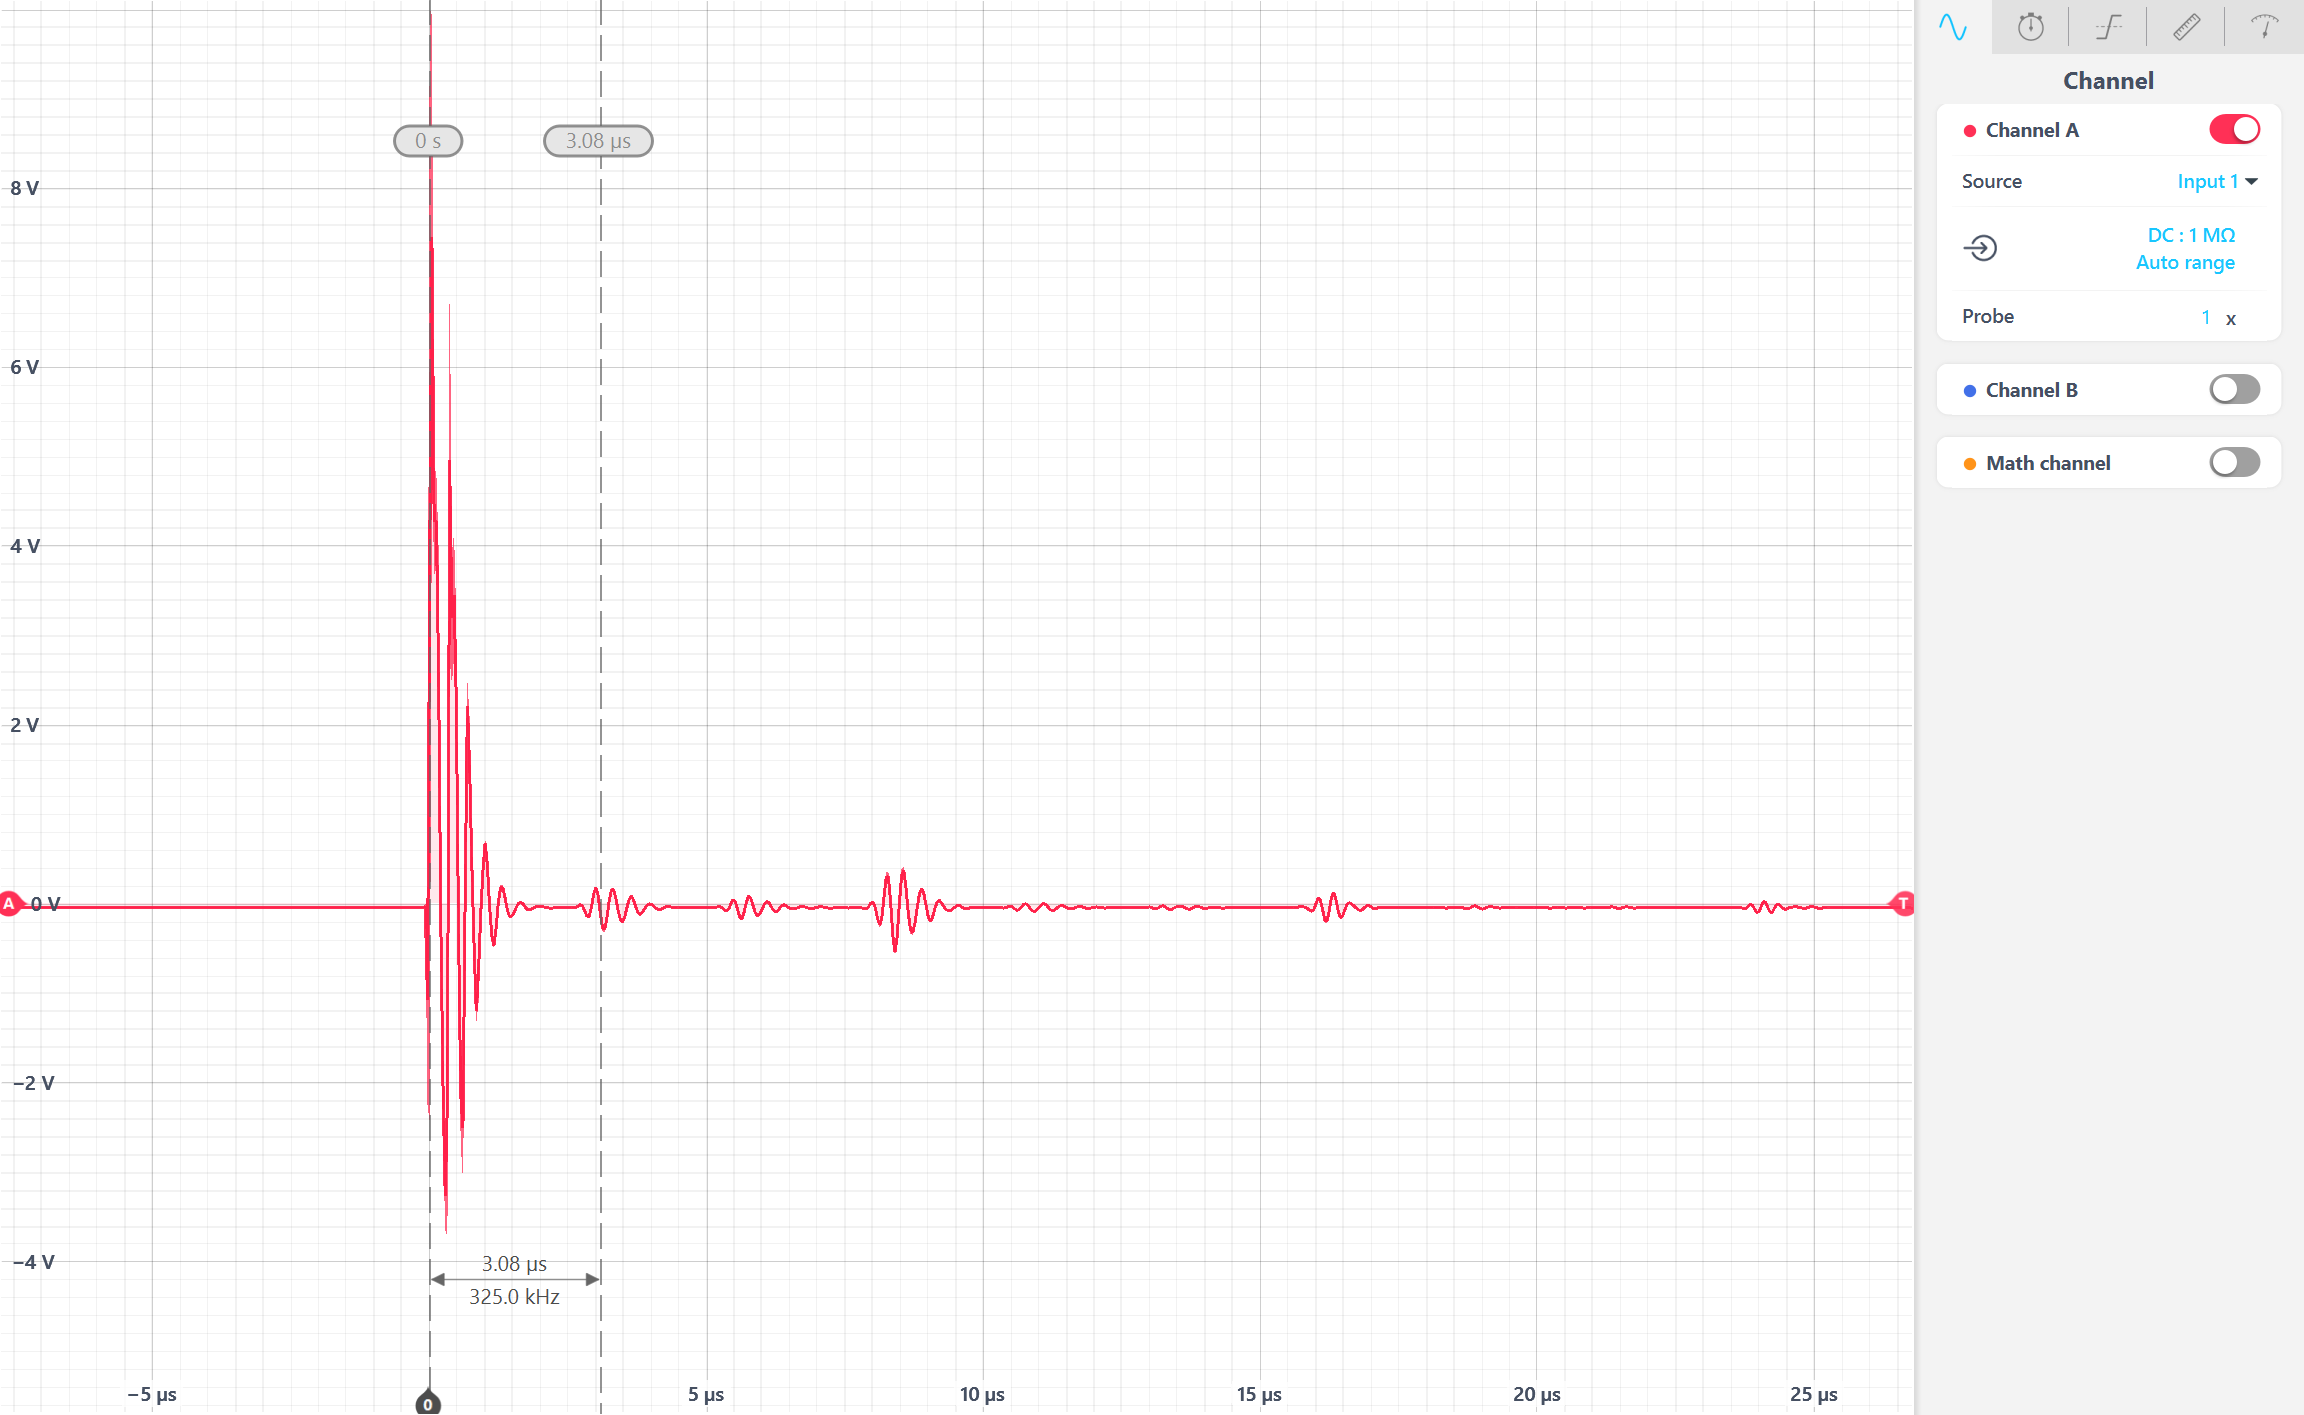 0 s
3.08 µs
8 V
6 V
4 V
2 V
A
0 V
T
−2 V
−4 V
3.08 µs
325.0 kHz
−5 µs
0
5 µs
10 µs
15 µs
20 µs
25 µs
Channel
Channel A
Source Input 1
DC : 1 MΩ
Auto range
Probe 1 x
Channel B
Math channel